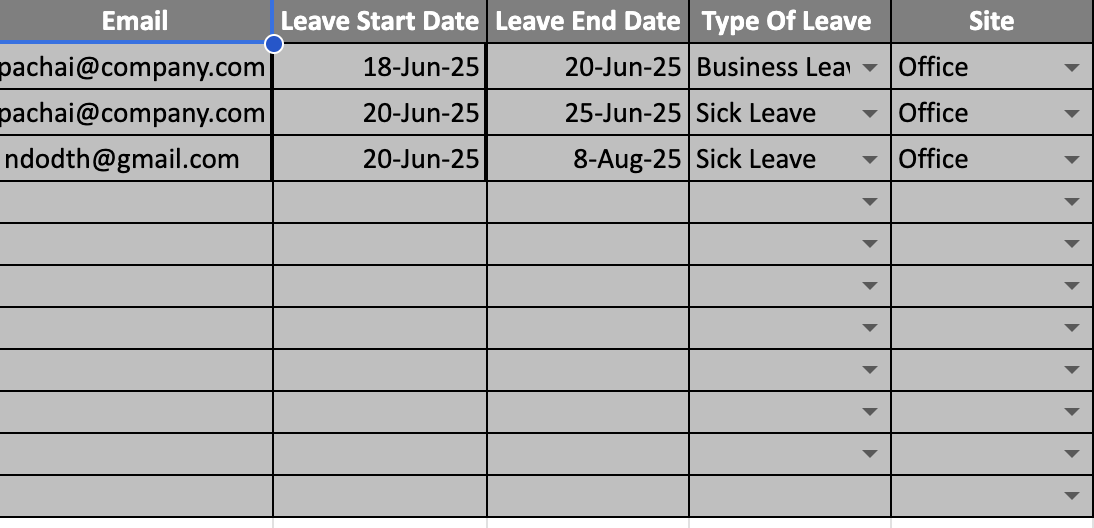 Email Leave Start Date Leave End Date Type Of Leave Site
pachai@company.com 18-Jun-25 20-Jun-25 Business Office
pachai@company.com 20-Jun-25 25-Jun-25 Sick Leave Office
ndodth@gmail.com 20-Jun-25 8-Aug-25 Sick Leave Office